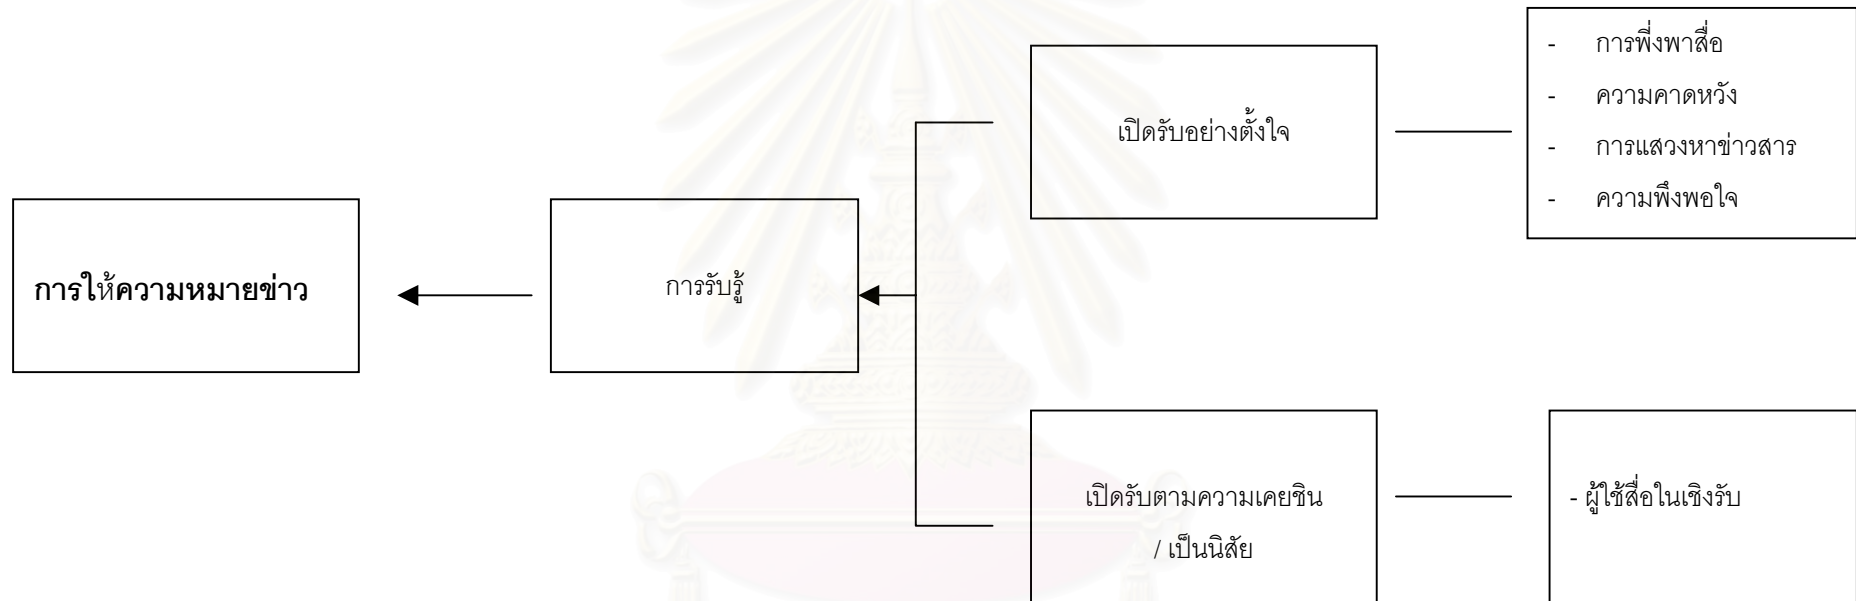 - การพึ่งพาสื่อ
- ความคาดหวัง
- การแสวงหาข่าวสาร
- ความพึงพอใจ
เปิดรับอย่างตั้งใจ
การให้ความหมายข่าว
การรับรู้
เปิดรับตามความเคยชิน
/ เป็นนิสัย
- ผู้ใช้สื่อในเชิงรับ